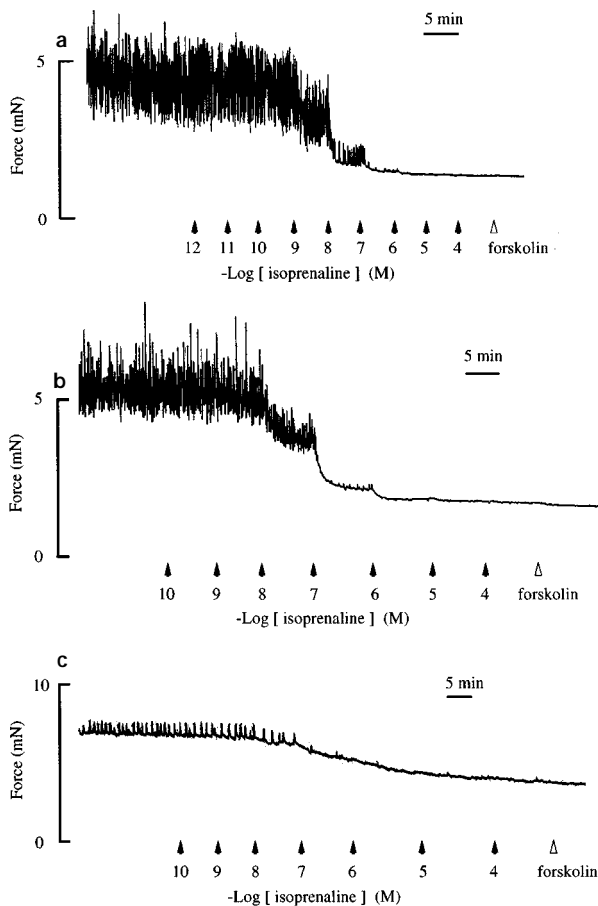 5 min
a
5
Force (mN)
0
12 11 10 9 8 7 6 5 4 forskolin
-Log [ isoprenaline ] (M)
5 min
b
5
Force (mN)
0
10 9 8 7 6 5 4 forskolin
-Log [ isoprenaline ] (M)
c
5 min
10
Force (mN)
0
10 9 8 7 6 5 4 forskolin
-Log [ isoprenaline ] (M)